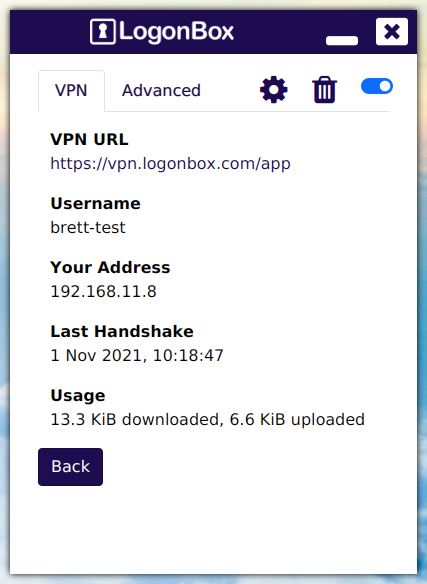 LogonBox
VPN
Advanced
VPN URL
https://vpn.logonbox.com/app
Username
brett-test
Your Address
192.168.11.8
Last Handshake
1 Nov 2021, 10:18:47
Usage
13.3 KiB downloaded, 6.6 KiB uploaded
Back